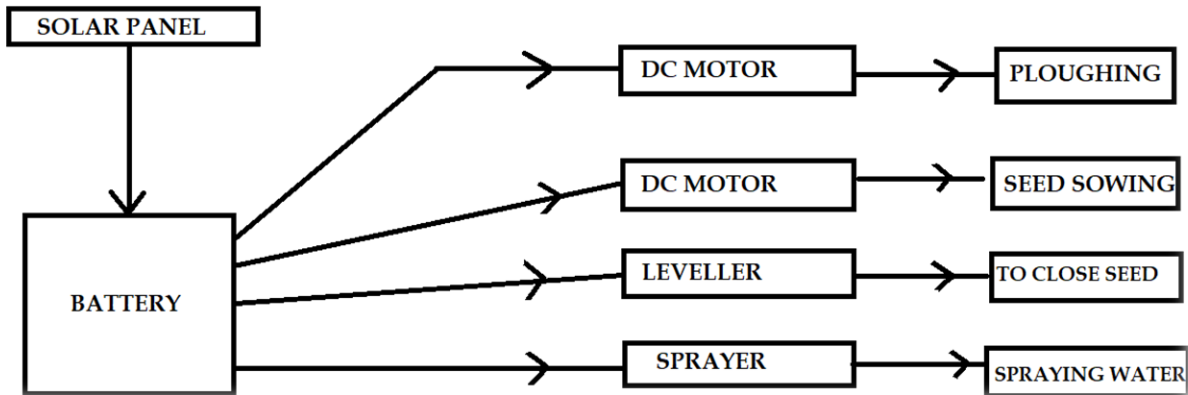 SOLAR PANEL
DC MOTOR
PLOUGHING
DC MOTOR
SEED SOWING
BATTERY
LEVELLER
TO CLOSE SEED
SPRAYER
SPRAYING WATER